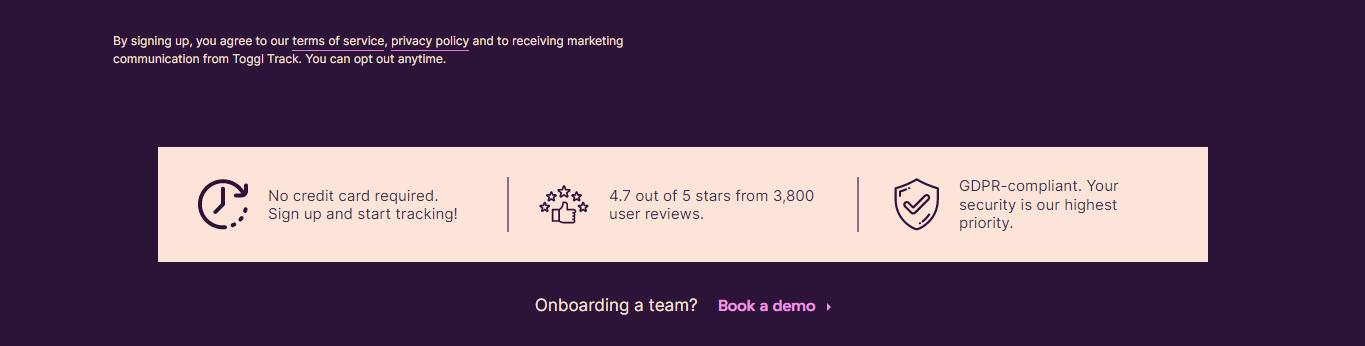 By signing up, you agree to our terms of service, privacy policy and to receiving marketing
communication from Toggl Track. You can opt out anytime.
No credit card required.
Sign up and start tracking!
4.7 out of 5 stars from 3,800
user reviews.
GDPR-compliant. Your
security is our highest
priority.
Onboarding a team? Book a demo